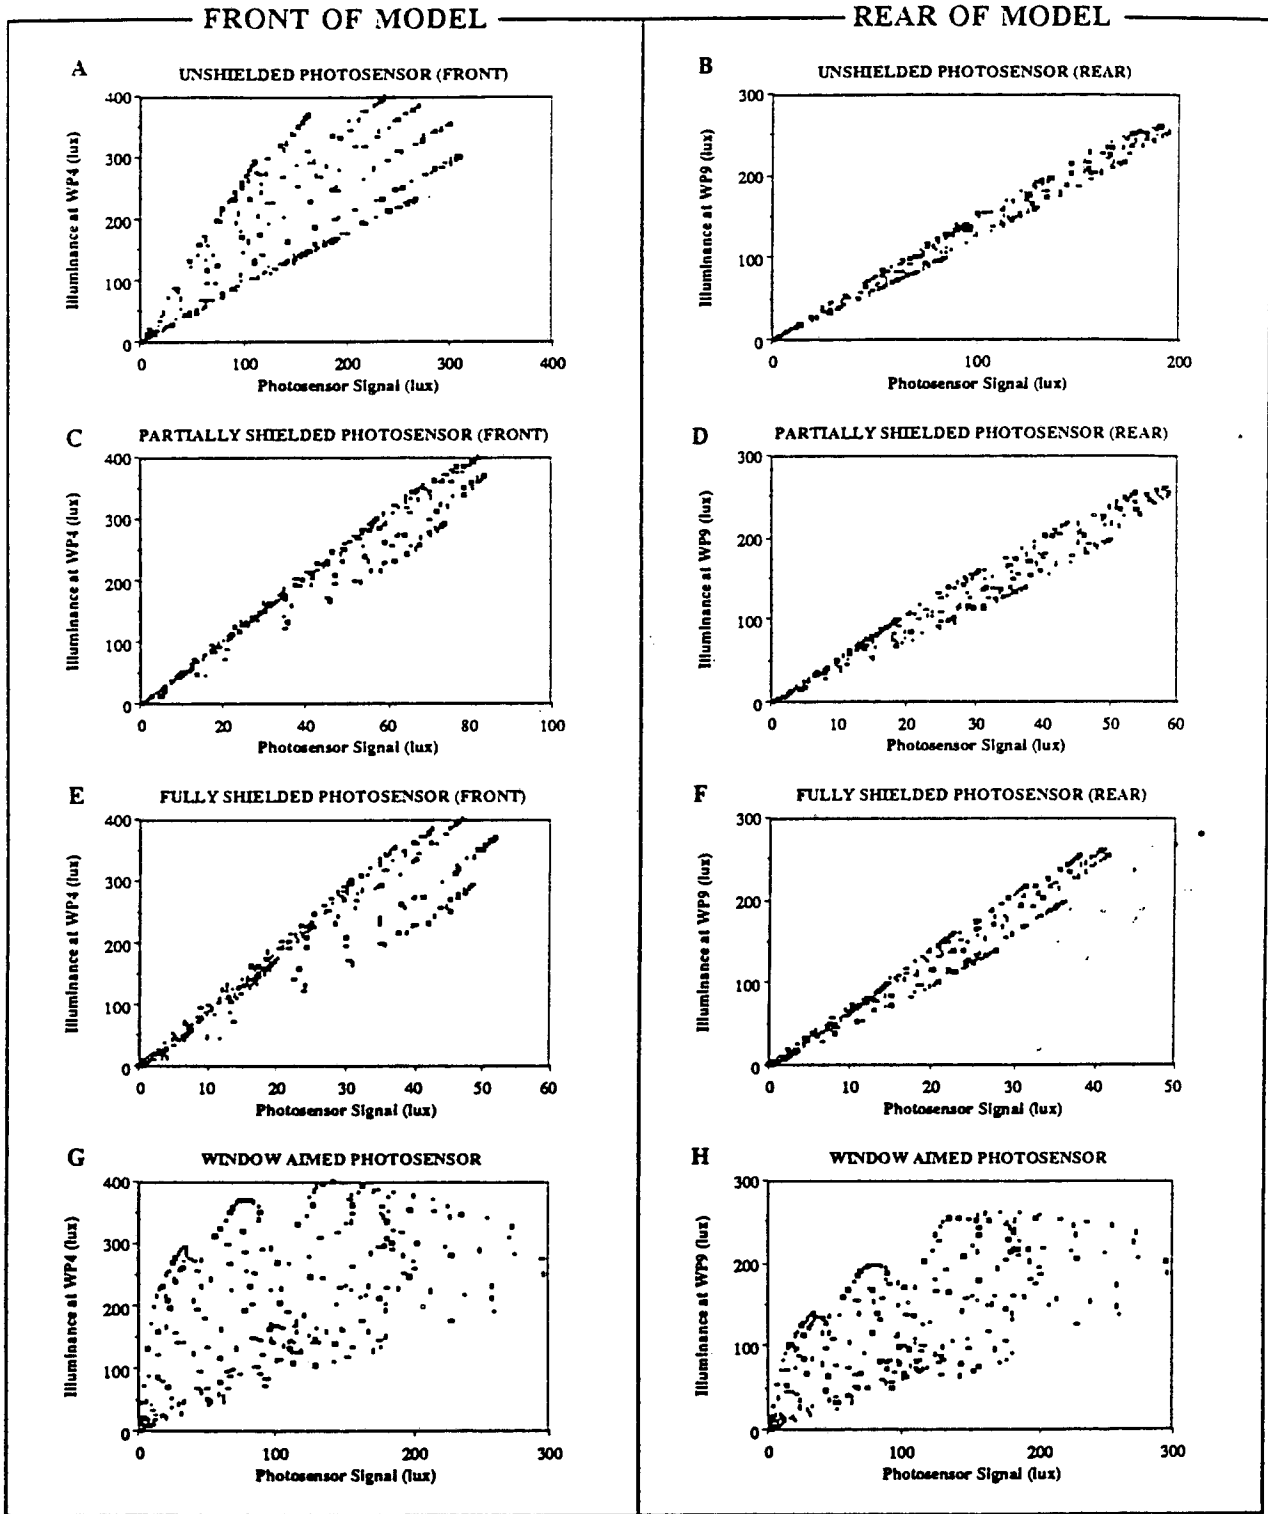 FRONT OF MODEL
REAR OF MODEL
A
UNSHIELDED PHOTOSENSOR (FRONT)
Illuminance at WP4 (lux)
400
300
200
100
0
0 100 200 300 400
Photosensor Signal (lux)
B
UNSHIELDED PHOTOSENSOR (REAR)
Illuminance at WP9 (lux)
300
200
100
0
0 100 200
Photosensor Signal (lux)
C
PARTIALLY SHIELDED PHOTOSENSOR (FRONT)
Illuminance at WP4 (lux)
400
300
200
100
0
0 20 40 60 80 100
Photosensor Signal (lux)
D
PARTIALLY SHIELDED PHOTOSENSOR (REAR)
Illuminance at WP9 (lux)
300
200
100
0
0 10 20 30 40 50 60
Photosensor Signal (lux)
E
FULLY SHIELDED PHOTOSENSOR (FRONT)
Illuminance at WP4 (lux)
400
300
200
100
0
0 10 20 30 40 50 60
Photosensor Signal (lux)
F
FULLY SHIELDED PHOTOSENSOR (REAR)
Illuminance at WP9 (lux)
300
200
100
0
0 10 20 30 40 50
Photosensor Signal (lux)
G
WINDOW AIMED PHOTOSENSOR
Illuminance at WP4 (lux)
400
300
200
100
0
0 100 200 300
Photosensor Signal (lux)
H
WINDOW AIMED PHOTOSENSOR
Illuminance at WP9 (lux)
300
200
100
0
0 100 200 300
Photosensor Signal (lux)